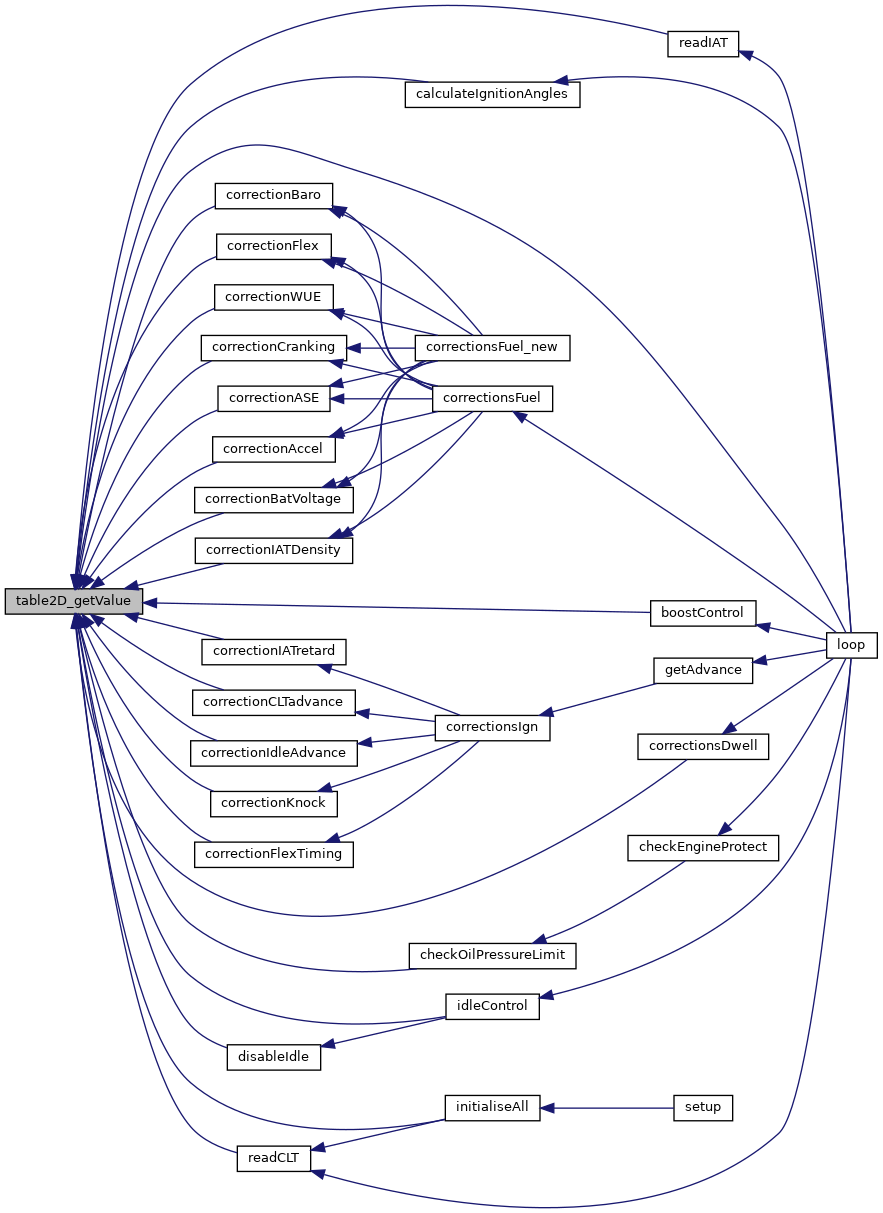 readIAT
calculateIgnitionAngles
correctionBaro
correctionFlex
correctionWUE
correctionCranking
correctionsFuel_new
correctionASE
correctionsFuel
correctionAccel
correctionBatVoltage
correctionIATDensity
table2D_getValue
boostControl
loop
correctionIATretard
getAdvance
correctionCLTadvance
correctionsIgn
correctionsDwell
correctionIdleAdvance
correctionKnock
checkEngineProtect
correctionFlexTiming
checkOilPressureLimit
idleControl
disableIdle
initialiseAll
setup
readCLT